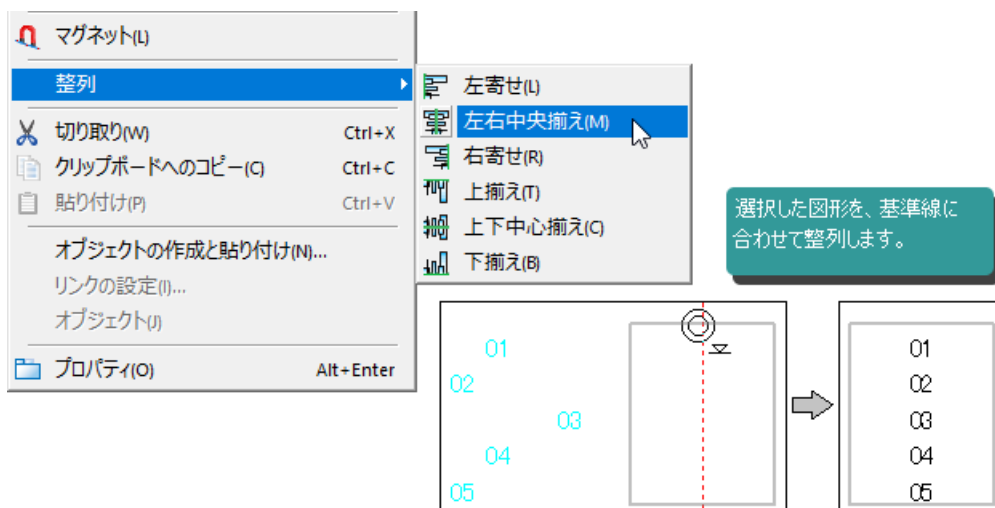 マグネット(L)
整列
切り取り(W) Ctrl+X
クリップボードへのコピー(C) Ctrl+C
貼り付け(P) Ctrl+V
オブジェクトの作成と貼り付け(N)...
リンクの設定(I)...
オブジェクト(J)
プロパティ(O) Alt+Enter
左寄せ(L)
左右中央揃え(M)
右寄せ(R)
上揃え(T)
上下中心揃え(C)
下揃え(B)
選択した図形を、基準線に
合わせて整列します。
01
02
03
04
05
01
02
03
04
05